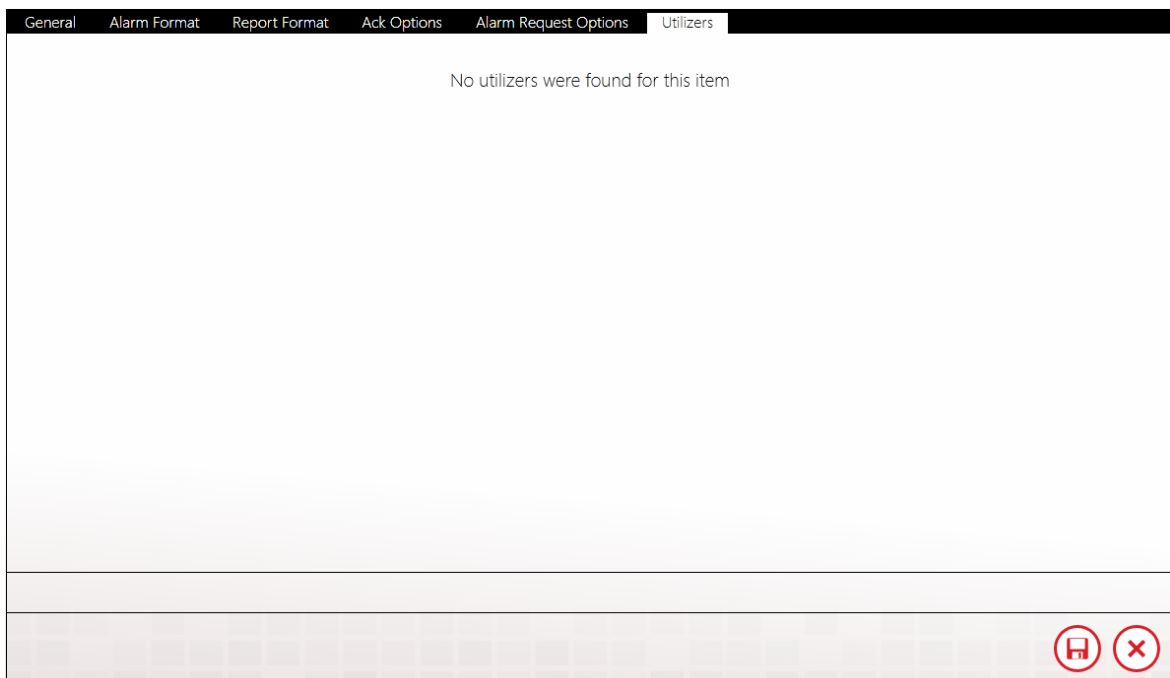 General Alarm Format Report Format Ack Options Alarm Request Options Utilizers
No utilizers were found for this item